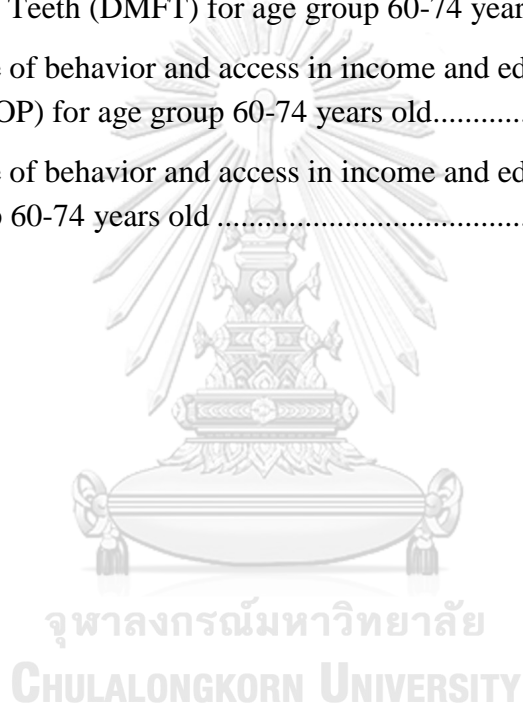 Teeth (DMFT) for age group 60-74 year
of behavior and access in income and ed
OP) for age group 60-74 years old............
of behavior and access in income and ed
60-74 years old ....................................
จุฬาลงกรณ์มหาวิทยาลัย
CHULALONGKORN UNIVERSITY